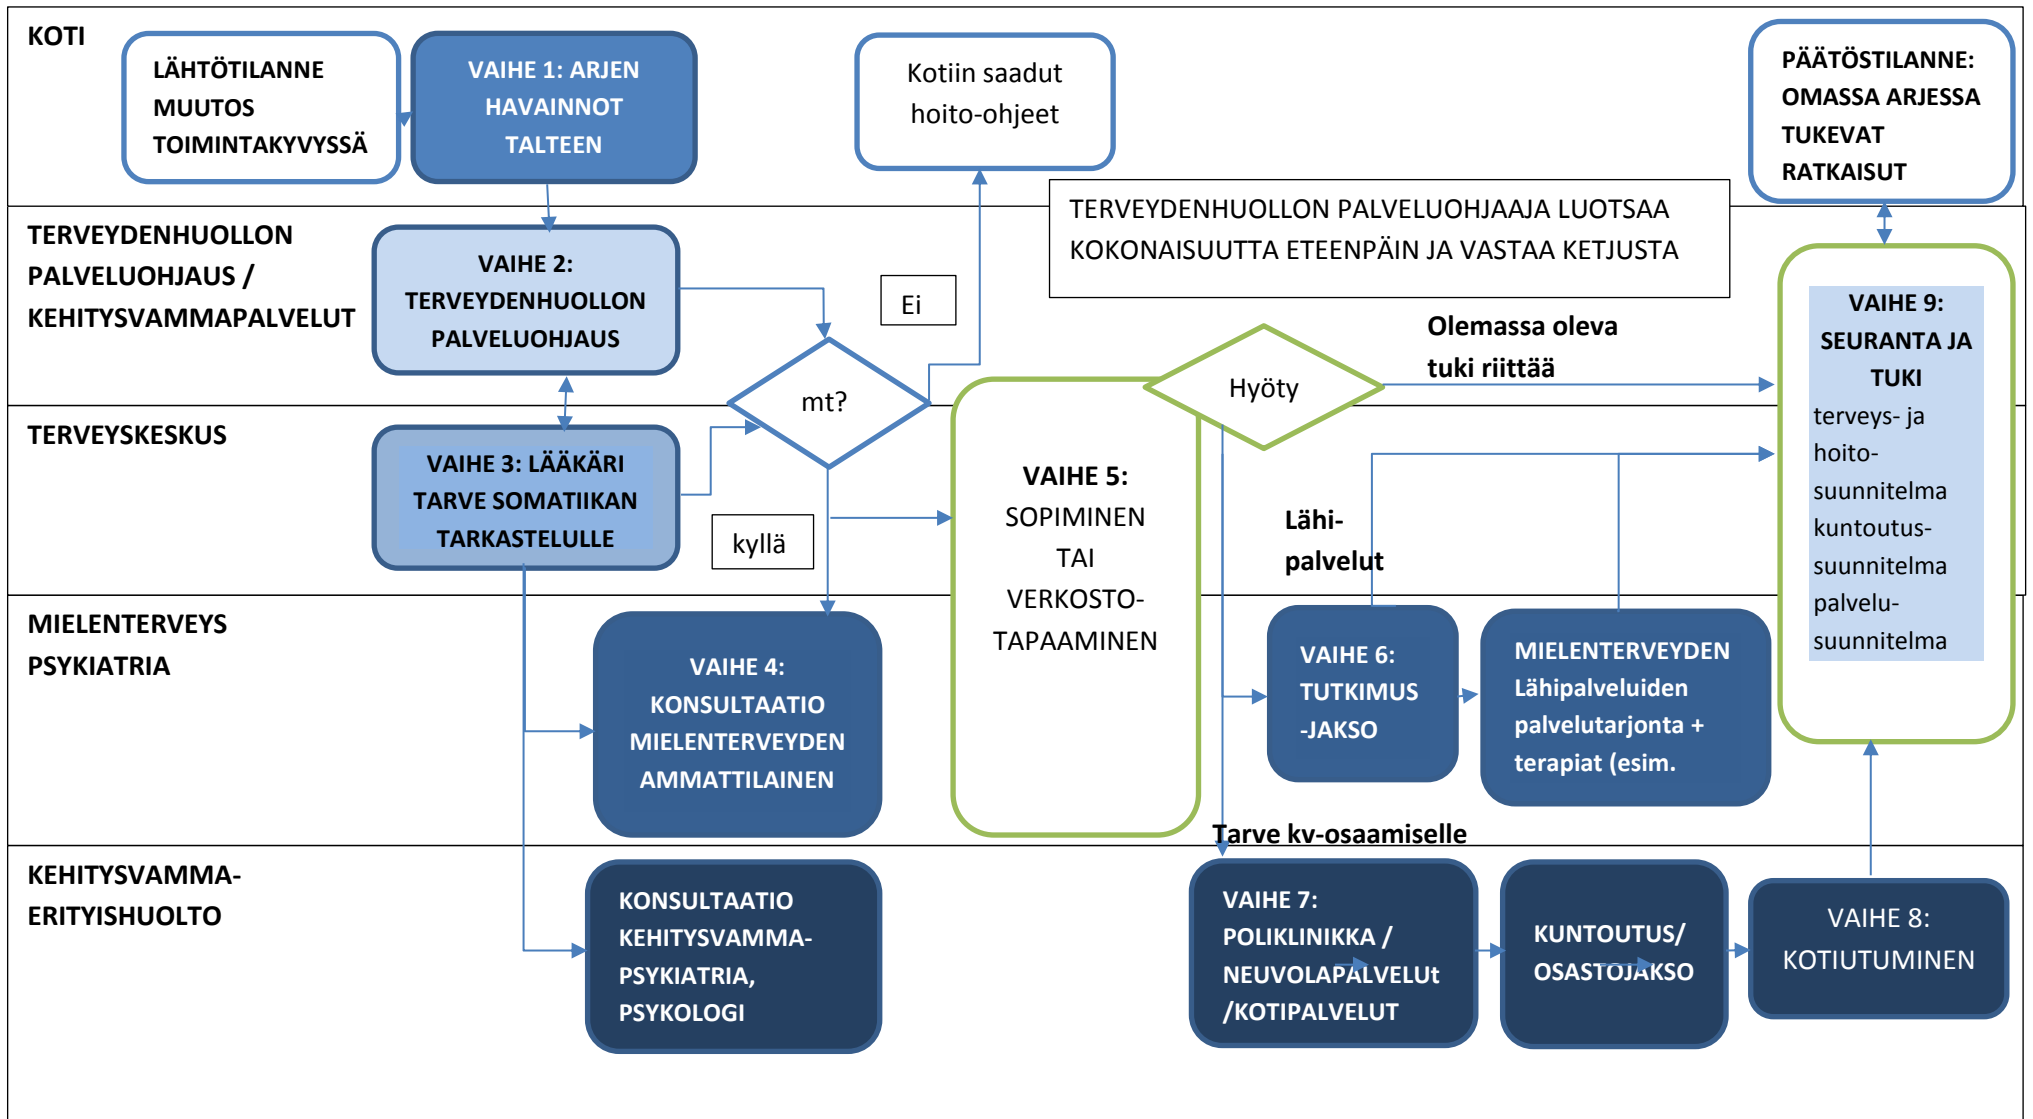 KOTI
LÄHTÖTILANNE
MUUTOS
TOIMINTAKYVYSSÄ
VAIHE 1: ARJEN
HAVAINNOT
TALTEEN
Kotiin saadut
hoito-ohjeet
PÄÄTÖSTILANNE:
OMASSA ARJESSA
TUKEVAT
RATKAISUT
TERVEYDENHUOLLON PALVELUOHJAAJA LUOTSAA
KOKONAISUUTTA ETEENPÄIN JA VASTAA KETJUSTA
TERVEYDENHUOLLON
PALVELUOHJAUS /
KEHITYSVAMMAPALVELUT
VAIHE 2:
TERVEYDENHUOLLON
PALVELUOHJAUS
Ei
mt?
Hyöty
Olemassa oleva
tuki riittää
VAIHE 9:
SEURANTA JA
TUKI
terveys- ja
hoito-
suunnitelma
kuntoutus-
suunnitelma
palvelu-
suunnitelma
TERVEYSKESKUS
VAIHE 3: LÄÄKÄRI
TARVE SOMATIIKAN
TARKASTELULLE
kyllä
VAIHE 5:
SOPIMINEN
TAI
VERKOSTO-
TAPAAMINEN
Lähi-
palvelut
MIELENTERVEYS
PSYKIATRIA
VAIHE 4:
KONSULTAATIO
MIELENTERVEYDEN
AMMATTILAINEN
VAIHE 6:
TUTKIMUS
-JAKSO
MIELENTERVEYDEN
Lähipalveluiden
palvelutarjonta +
terapiat (esim.
Tarve kv-osaamiselle
KEHITYSVAMMA-
ERITYISHUOLTO
KONSULTAATIO
KEHITYSVAMMA-
PSYKIATRIA,
PSYKOLOGI
VAIHE 7:
POLIKLINIKKA /
NEUVOLAPALVELUt
/KOTIPALVELUT
KUNTOUTUS/
OSASTOJAKSO
VAIHE 8:
KOTIUTUMINEN